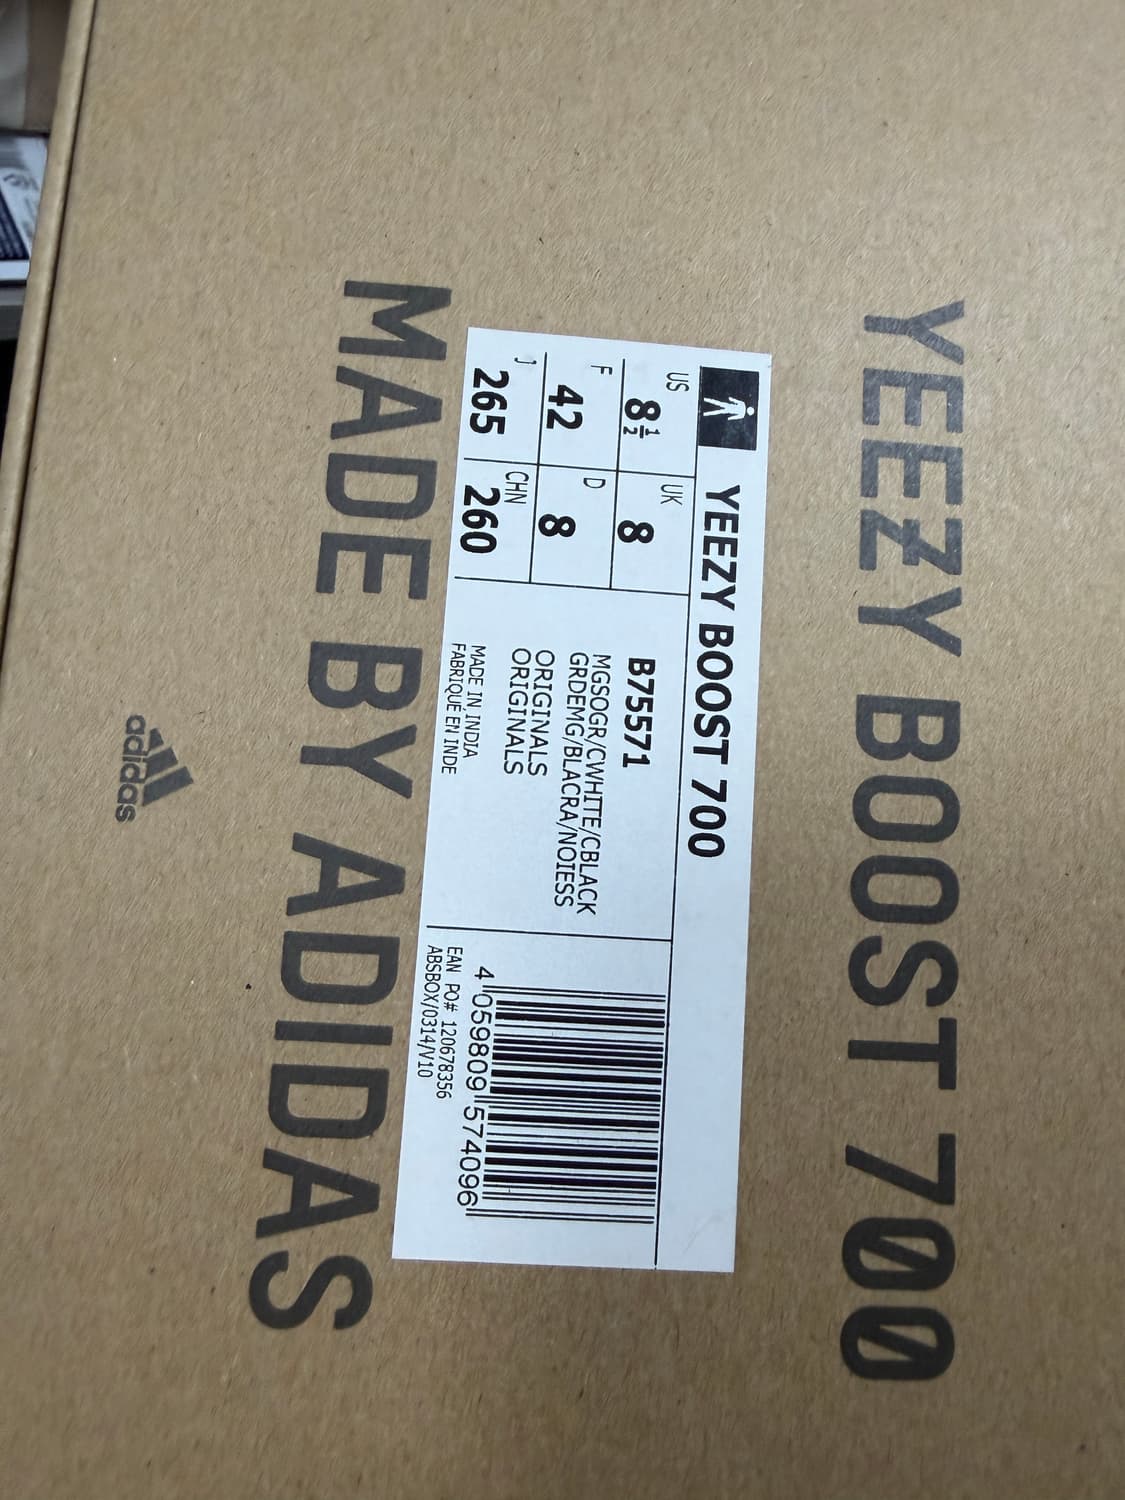 YEEZY BOOST 700
YEEZY BOOST 700
US 8½ UK 8
F 42 D 8
J 265 CHN 260
B75571
MGSOGR/CWHITE/CBLACK
GRDEMG/BLACRA/NOIESS
ORIGINALS
ORIGINALS
MADE IN INDIA
FABRIQUÉ EN INDE
4 059809 574096
EAN PO# 120678356
ABSBOX/0314/V10
MADE BY ADIDAS
adidas